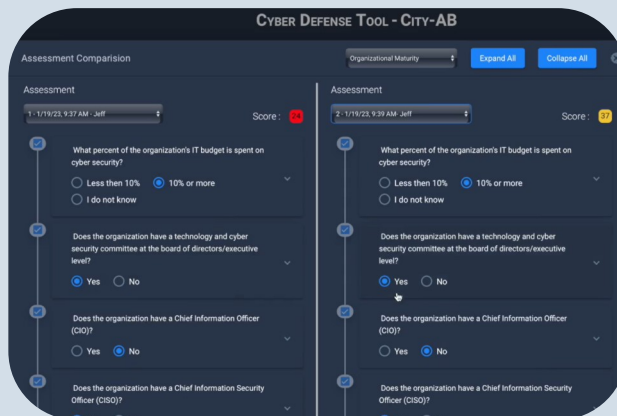 CYBER DEFENSE TOOL - CITY-AB
Assessment Comparision
Organizational Maturity
Expand All
Collapse All
Assessment
1 - 1/19/23, 9:37 AM - Jeff
Score :
24
What percent of the organization's IT budget is spent on
cyber security?
Less then 10%
10% or more
I do not know
Does the organization have a technology and cyber
security committee at the board of directors/executive
level?
Yes
No
Does the organization have a Chief Information Officer
(CIO)?
Yes
No
Does the organization have a Chief Information Security
Officer (CISO)?
Assessment
2 - 1/19/23, 9:39 AM- Jeff
Score :
37
What percent of the organization's IT budget is spent on
cyber security?
Less then 10%
10% or more
I do not know
Does the organization have a technology and cyber
security committee at the board of directors/executive
level?
Yes
No
Does the organization have a Chief Information Officer
(CIO)?
Yes
No
Does the organization have a Chief Information Security
Officer (CISO)?